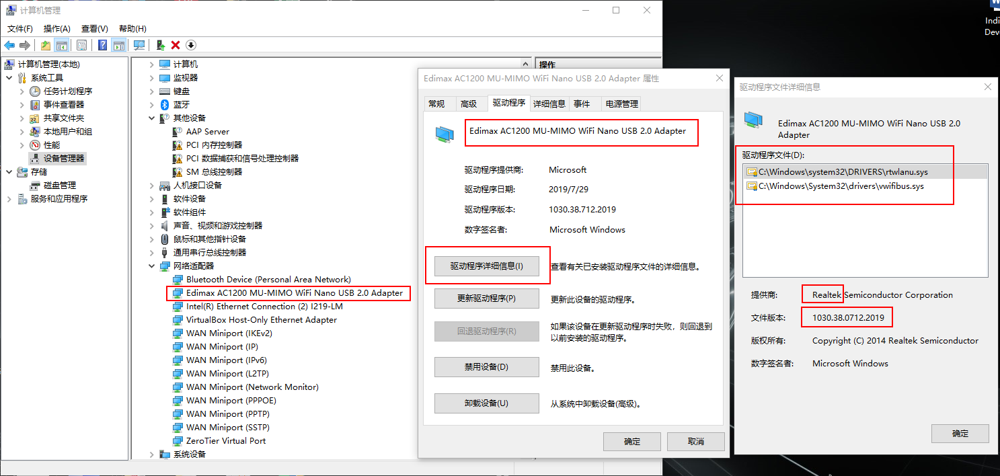 计算机管理
文件(F) 操作(A) 查看(V) 帮助(H)
计算机管理(本地)
系统工具
任务计划程序
事件查看器
共享文件夹
本地用户和组
性能
设备管理器
存储
磁盘管理
服务和应用程序
计算机
监视器
键盘
蓝牙
其他设备
AAP Server
PCI 内存控制器
PCI 数据捕获和信号处理控制器
SM 总线控制器
人机接口设备
软件设备
软件组件
声音、视频和游戏控制器
鼠标和其他指针设备
通用串行总线控制器
网络适配器
Bluetooth Device (Personal Area Network)
Edimax AC1200 MU-MIMO WiFi Nano USB 2.0 Adapter
Intel(R) Ethernet Connection (2) I219-LM
VirtualBox Host-Only Ethernet Adapter
WAN Miniport (IKEv2)
WAN Miniport (IP)
WAN Miniport (IPv6)
WAN Miniport (L2TP)
WAN Miniport (Network Monitor)
WAN Miniport (PPPOE)
WAN Miniport (PPTP)
WAN Miniport (SSTP)
ZeroTier Virtual Port
系统设备
操作
Edimax AC1200 MU-MIMO WiFi Nano USB 2.0 Adapter 属性
常规 高级 驱动程序 详细信息 事件 电源管理
Edimax AC1200 MU-MIMO WiFi Nano USB 2.0 Adapter
驱动程序提供商: Microsoft
驱动程序日期: 2019/7/29
驱动程序版本: 1030.38.712.2019
数字签名者: Microsoft Windows
驱动程序详细信息(I) 查看有关已安装驱动程序文件的详细信息。
更新驱动程序(P) 更新此设备的驱动程序。
回退驱动程序(R) 如果该设备在更新驱动程序时失败，则回退到
以前安装的驱动程序。
禁用设备(D) 禁用此设备。
卸载设备(U) 从系统中卸载设备(高级)。
确定 取消
驱动程序文件详细信息
Edimax AC1200 MU-MIMO WiFi Nano USB 2.0
Adapter
驱动程序文件(D):
C:\Windows\system32\DRIVERS\rtwlanu.sys
C:\Windows\System32\drivers\vwifibus.sys
提供商: Realtek Semiconductor Corporation
文件版本: 1030.38.0712.2019
版权所有: Copyright (C) 2014 Realtek Semiconductor
数字签名者: Microsoft Windows
确定
Indi
Dev